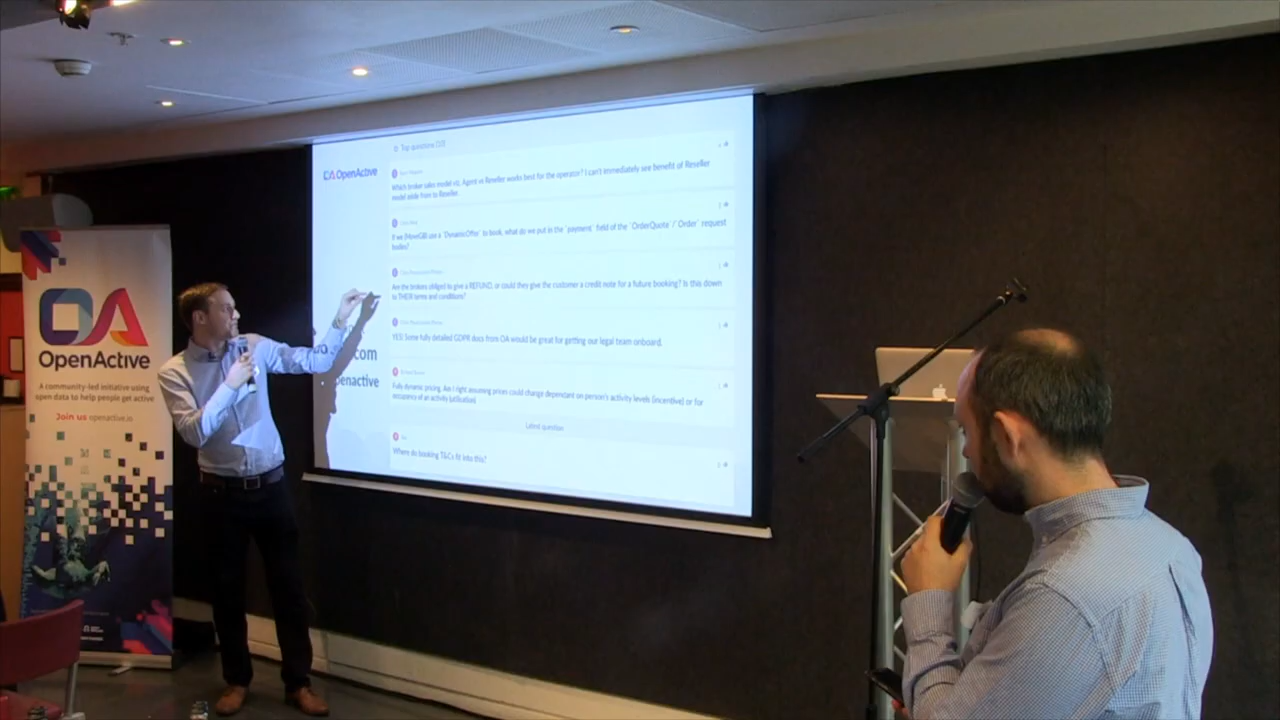 OpenActive
A community-led initiative using
open data to help people get active
Join us openactive.io
OA OpenActive
.com
penactive
Top questions
Which broker sales model viz. Agent vs Reseller works best for the operator? I can't immediately see benefit of Reseller
model aside from to Reseller.
If we (MoveGB) use a `DynamicOffer` to book, what do we put in the `payment` field of the `OrderQuote`/`Order` request
bodies?
Are the brokers obliged to give a REFUND, or could they give the customer a credit note for a future booking? Is this down
to THEIR terms and conditions?
YES! Some fully detailed GDPR docs from OA would be great for getting our legal team onboard.
Fully dynamic pricing. Am I right assuming prices could change dependant on person's activity levels (incentive) or for
occupancy of an activity (utilisation).
Latest question
Where do booking T&Cs fit into this?